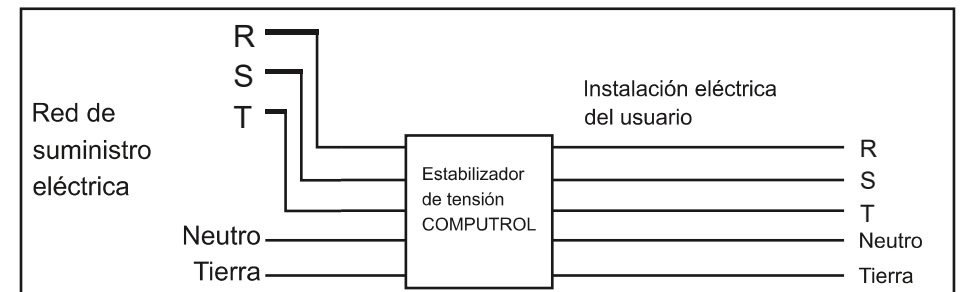 Red de
suministro
eléctrica
R
S
T
Neutro
Tierra
Estabilizador
de tensión
COMPUTROL
Instalación eléctrica
del usuario
R
S
T
Neutro
Tierra